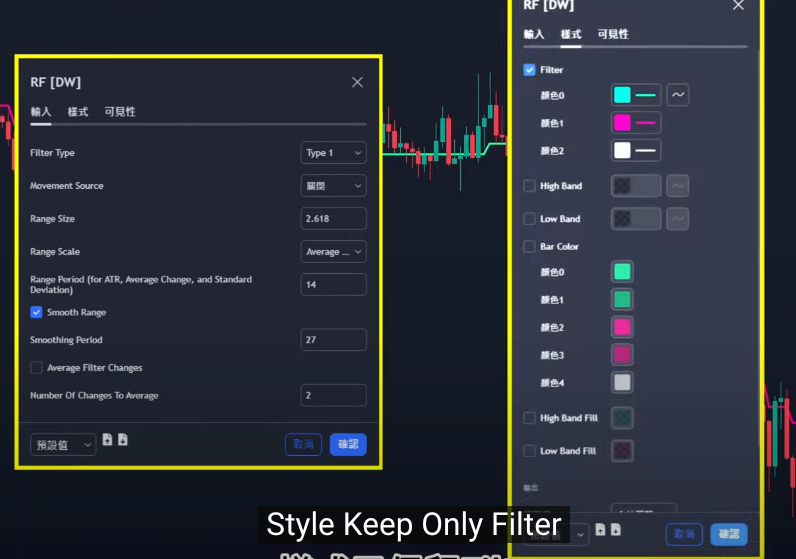 RF [DW]
輸入 樣式 可見性
Filter Type
Type 1
Movement Source
關閉
Range Size
2.618
Range Scale
Average ...
Range Period (for ATR, Average Change, and Standard
Deviation)
14
Smooth Range
Smoothing Period
27
Average Filter Changes
Number Of Changes To Average
2
預設值
取消
確認
RF [DW]
輸入 樣式 可見性
Filter
顏色0
顏色1
顏色2
High Band
Low Band
Bar Color
顏色0
顏色1
顏色2
顏色3
顏色4
High Band Fill
Low Band Fill
輸出
取消
確認
Style Keep Only Filter